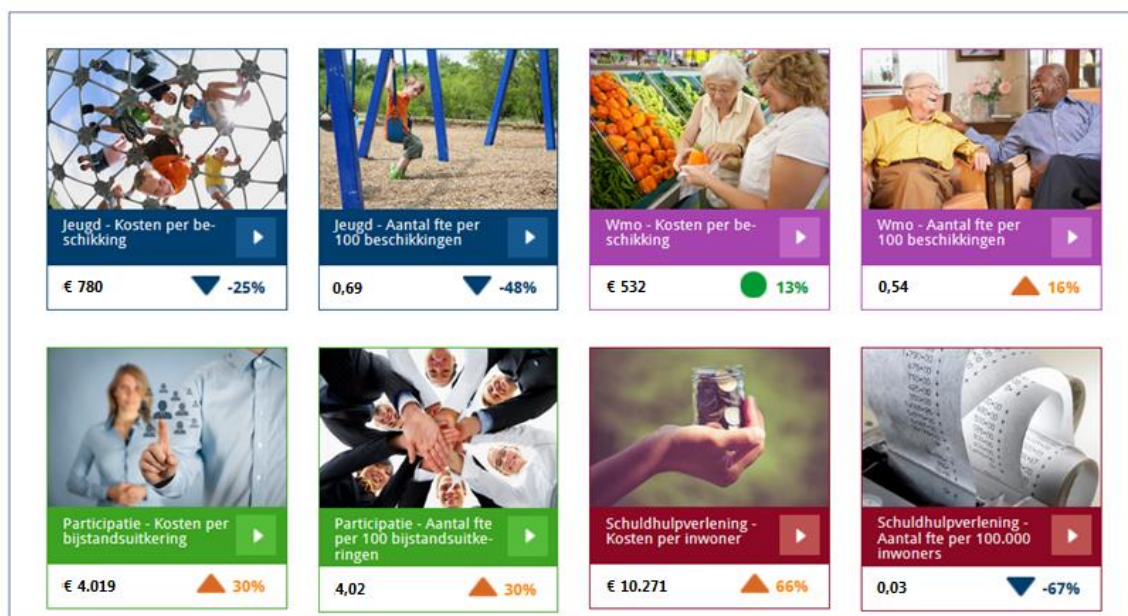 Jeugd - Kosten per be-
schikking
€ 780
-25%
Jeugd - Aantal fte per
100 beschikkingen
0,69
-48%
Wmo - Kosten per be-
schikking
€ 532
13%
Wmo - Aantal fte per
100 beschikkingen
0,54
16%
Participatie - Kosten per
bijstandsuitkering
€ 4.019
30%
Participatie - Aantal fte
per 100 bijstandsuitke-
ringen
4,02
30%
Schuldhulpverlening -
Kosten per inwoner
€ 10.271
66%
Schuldhulpverlening -
Aantal fte per 100.000
inwoners
0,03
-67%